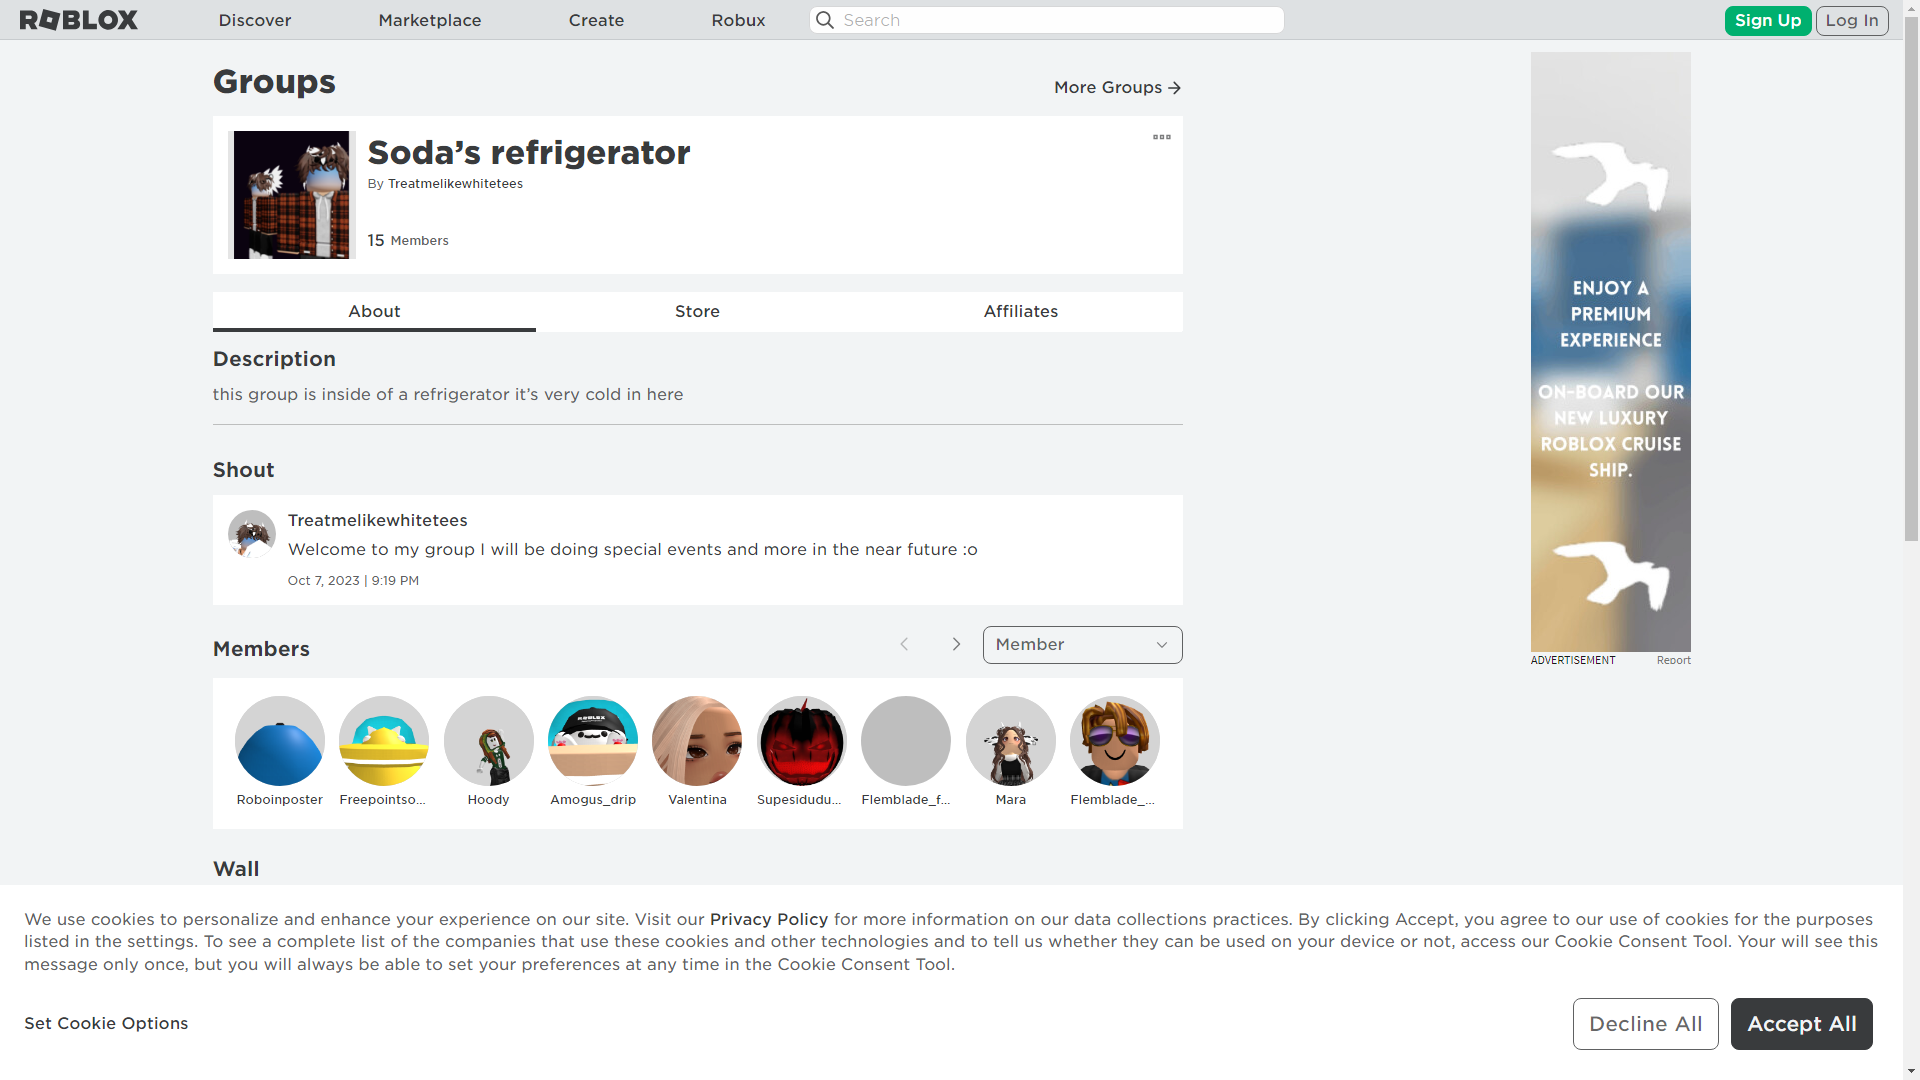 ROBLOX
Discover
Marketplace
Create
Robux
Search
Sign Up
Log In
Groups
More Groups
Soda’s refrigerator
By Treatmelikewhitetees
15 Members
About
Store
Affiliates
Description
this group is inside of a refrigerator it’s very cold in here
Shout
Treatmelikewhitetees
Welcome to my group I will be doing special events and more in the near future :o
Oct 7, 2023 | 9:19 PM
Members
Member
ROBLOX
Roboinposter
Freepointso...
Hoody
Amogus_drip
Valentina
Supesidudu...
Flemblade_f...
Mara
Flemblade_...
Wall
ENJOY A
PREMIUM
EXPERIENCE
ON-BOARD OUR
NEW LUXURY
ROBLOX CRUISE
SHIP.
ADVERTISEMENT
Report
We use cookies to personalize and enhance your experience on our site. Visit our Privacy Policy for more information on our data collections practices. By clicking Accept, you agree to our use of cookies for the purposes
listed in the settings. To see a complete list of the companies that use these cookies and other technologies and to tell us whether they can be used on your device or not, access our Cookie Consent Tool. Your will see this
message only once, but you will always be able to set your preferences at any time in the Cookie Consent Tool.
Set Cookie Options
Decline All
Accept All